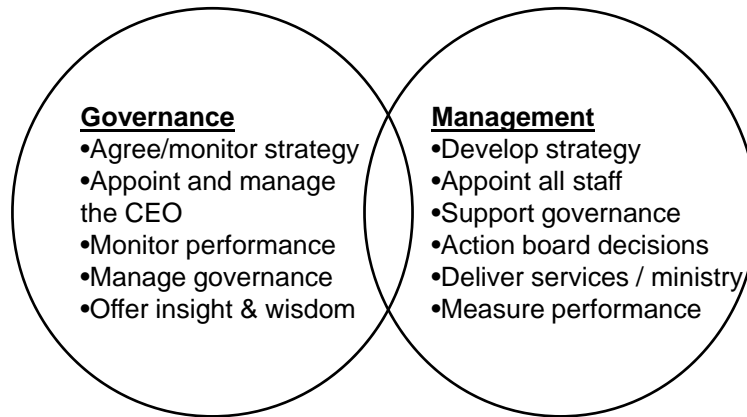 Governance
•Agree/monitor strategy
•Appoint and manage
the CEO
•Monitor performance
•Manage governance
•Offer insight & wisdom
Management
•Develop strategy
•Appoint all staff
•Support governance
•Action board decisions
•Deliver services / ministry
•Measure performance